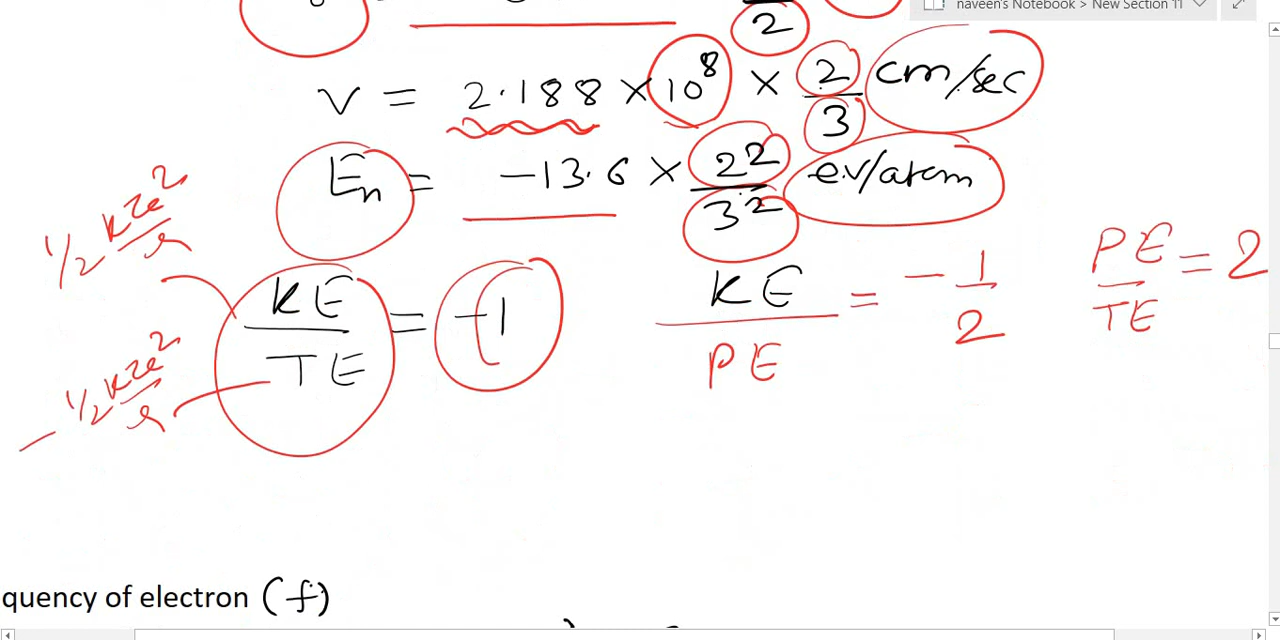 naveen's Notebook > New Section 11
2
v = 2.188 × 10⁸ × 2/3 cm/sec
Eₙ = -13.6 × 2²/3² ev/atom
1/2 kze²/r
KE/TE = -1
KE/PE = -1/2
PE/TE = 2
-1/2 kze²/r
quency of electron (f)